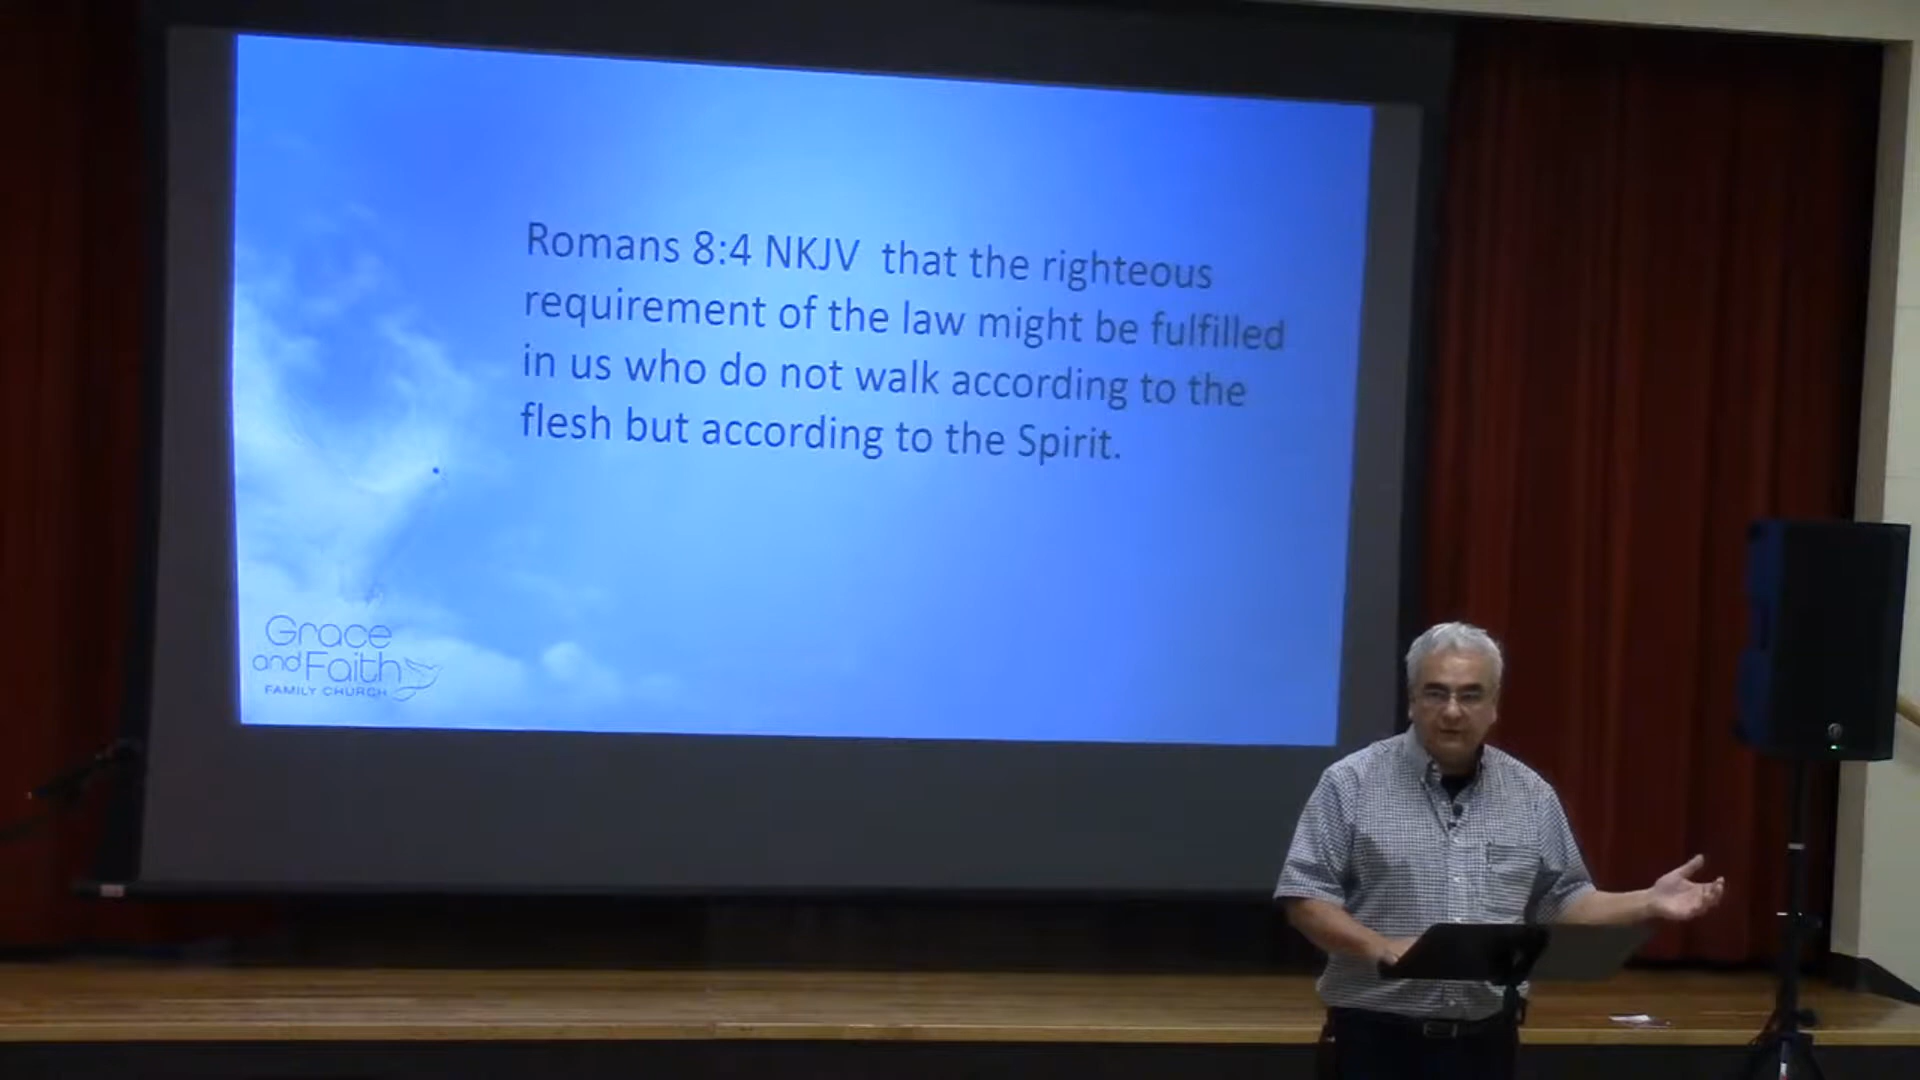 Romans 8:4 NKJV that the righteous
requirement of the law might be fulfilled
in us who do not walk according to the
flesh but according to the Spirit.
Grace
and Faith
FAMILY CHURCH